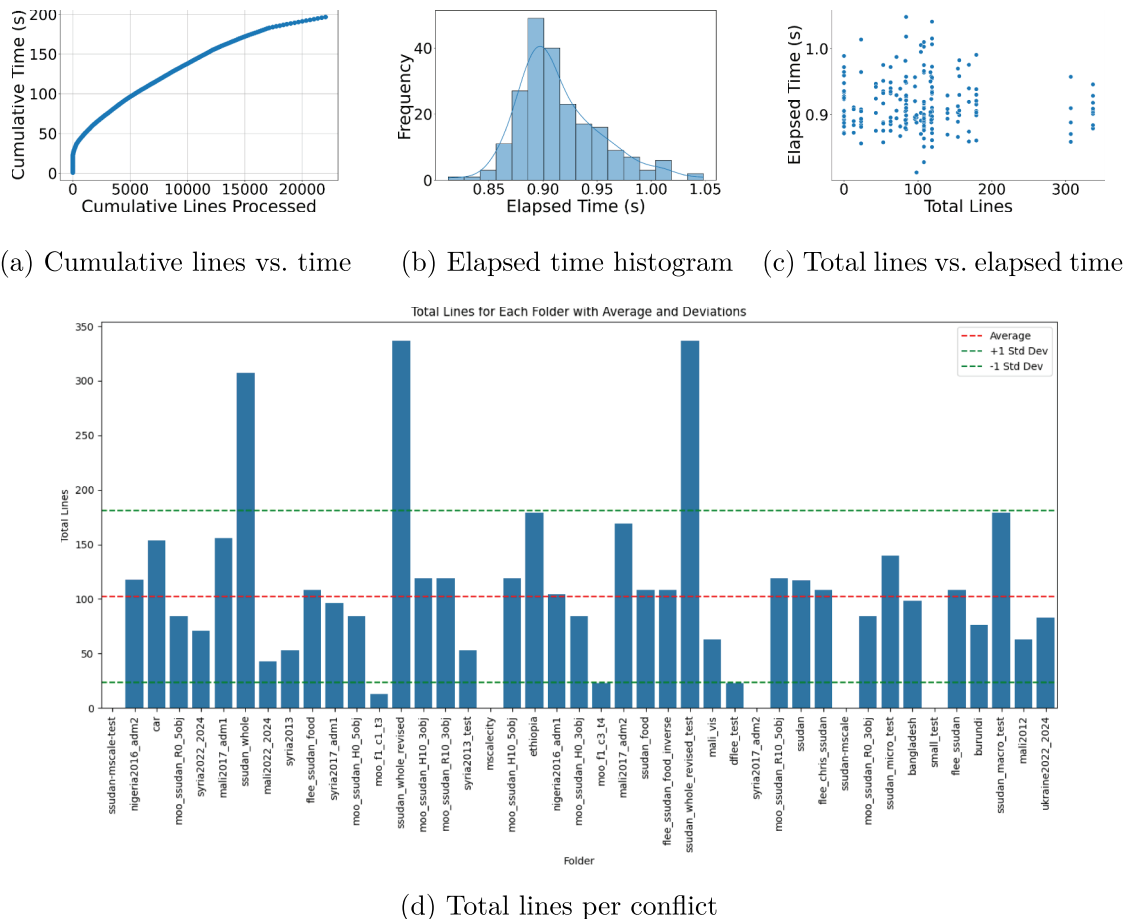 Cumulative Time (s)
200
150
100
50
0
0 5000 10000 15000 20000
Cumulative Lines Processed
Frequency
40
20
0
0.85 0.90 0.95 1.00 1.05
Elapsed Time (s)
Elapsed Time (s)
1.0
0.9
0 100 200 300
Total Lines
(a) Cumulative lines vs. time
(b) Elapsed time histogram
(c) Total lines vs. elapsed time
Total Lines for Each Folder with Average and Deviations
Average
+1 Std Dev
-1 Std Dev
Total Lines
350
300
250
200
150
100
50
0
ssudan-mscale-test
nigeria2016_adm2
car
moo_ssudan_R0_5obj
syria2022_2024
mali2017_adm1
ssudan_whole
mali2022_2024
syria2013
flee_ssudan_food
syria2017_adm1
moo_ssudan_H0_5obj
moo_f1_c1_t3
ssudan_whole_revised
moo_ssudan_H10_3obj
moo_ssudan_R10_3obj
syria2013_test
mscalecity
moo_ssudan_H10_5obj
ethiopia
nigeria2016_adm1
moo_ssudan_H0_3obj
moo_f1_c3_t4
mali2017_adm2
ssudan_food
flee_ssudan_food_inverse
ssudan_whole_revised_test
mali_vis
dflee_test
syria2017_adm2
moo_ssudan_R10_5obj
ssudan
flee_chris_ssudan
ssudan-mscale
moo_ssudan_R0_3obj
ssudan_micro_test
bangladesh
small_test
flee_ssudan
burundi
ssudan_macro_test
mali2012
ukraine2022_2024
Folder
(d) Total lines per conflict